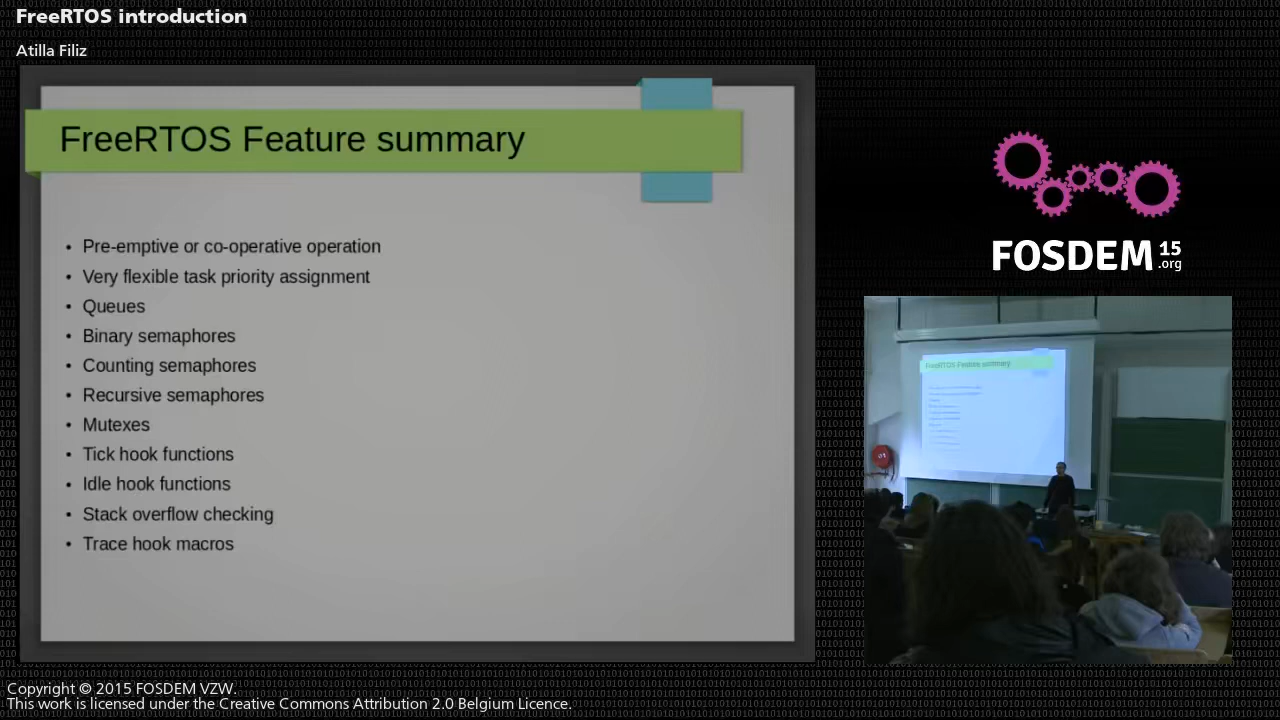 FreeRTOS introduction
Atilla Filiz
FreeRTOS Feature summary
• Pre-emptive or co-operative operation
• Very flexible task priority assignment
• Queues
• Binary semaphores
• Counting semaphores
• Recursive semaphores
• Mutexes
• Tick hook functions
• Idle hook functions
• Stack overflow checking
• Trace hook macros
FOSDEM 15 .org
FreeRTOS Feature summary
Copyright © 2015 FOSDEM VZW.
This work is licensed under the Creative Commons Attribution 2.0 Belgium Licence.